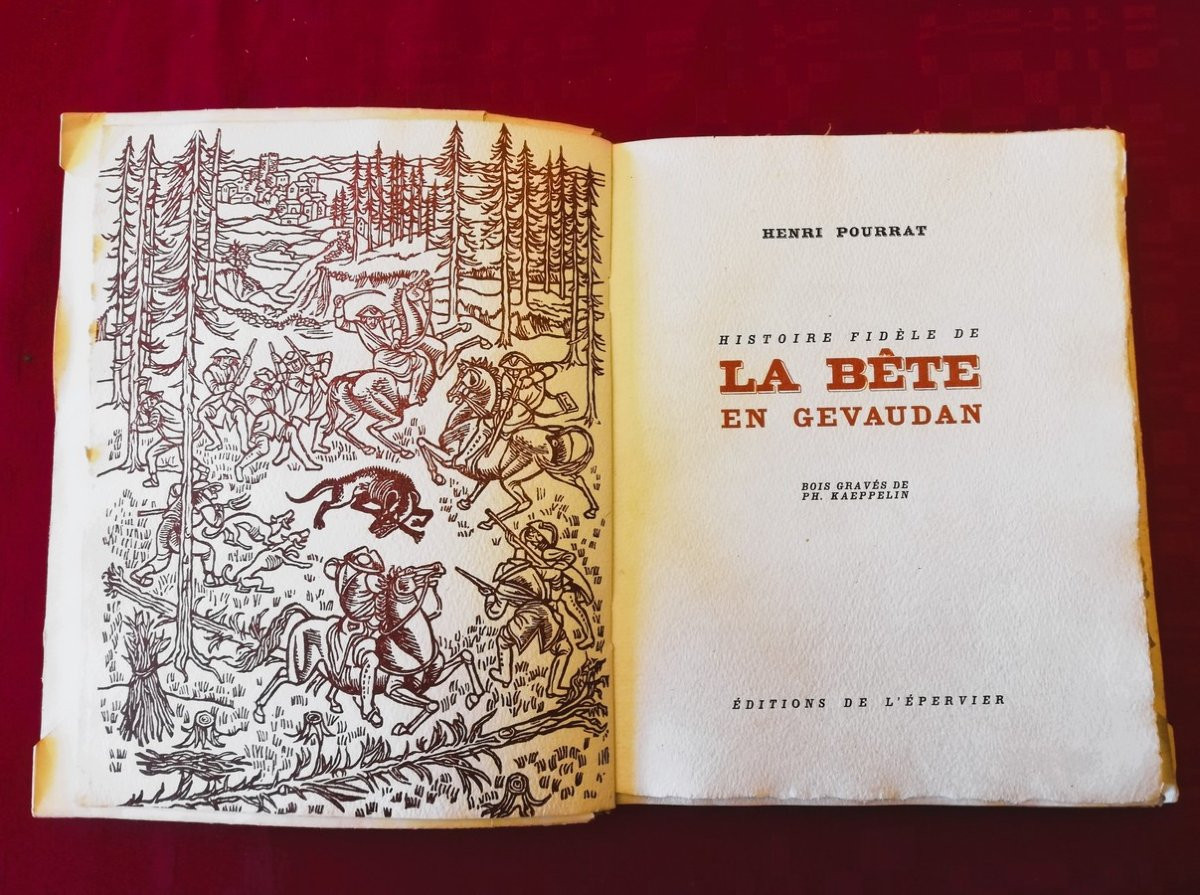 HENRI POURRAT
HISTOIRE FIDÈLE DE
LA BÊTE
EN GEVAUDAN
BOIS GRAVÉS DE
PH. KAEPPELIN
ÉDITIONS DE L'ÉPERVIER